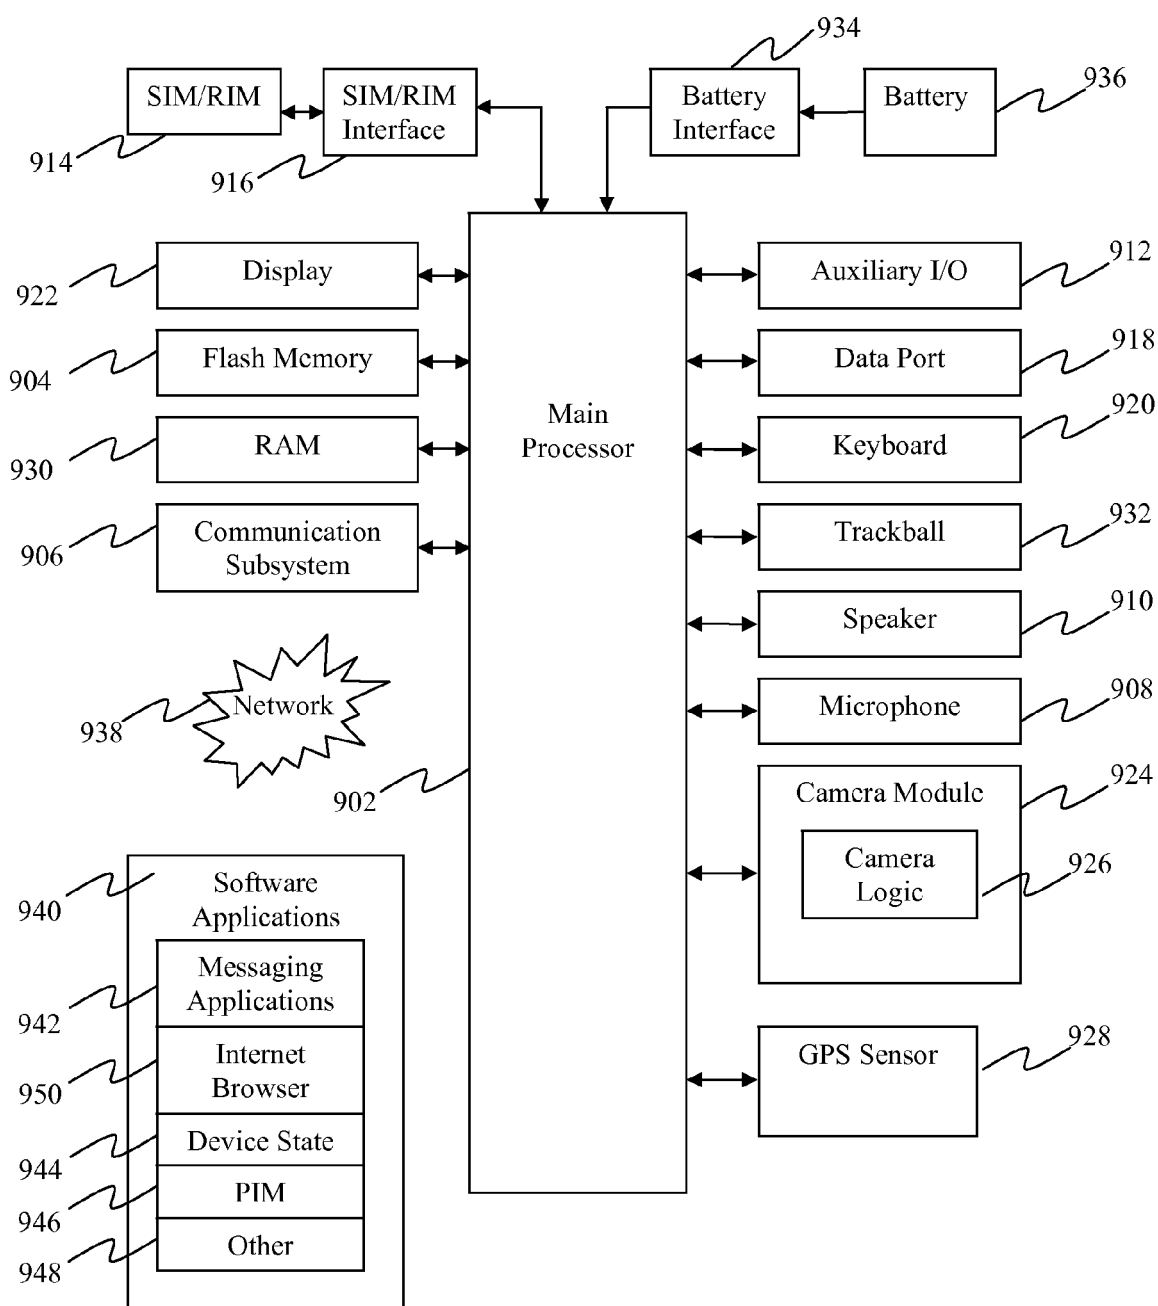 934
SIM/RIM
SIM/RIM
Interface
Battery
Interface
Battery
936
914
916
Display
922
Auxiliary I/O
912
Flash Memory
904
Data Port
918
Main
Processor
RAM
930
Keyboard
920
Communication
Subsystem
906
Trackball
932
Speaker
910
Network
938
Microphone
908
902
Camera Module
924
Camera
Logic
926
Software
Applications
940
Messaging
Applications
942
Internet
Browser
950
GPS Sensor
928
Device State
944
PIM
946
Other
948